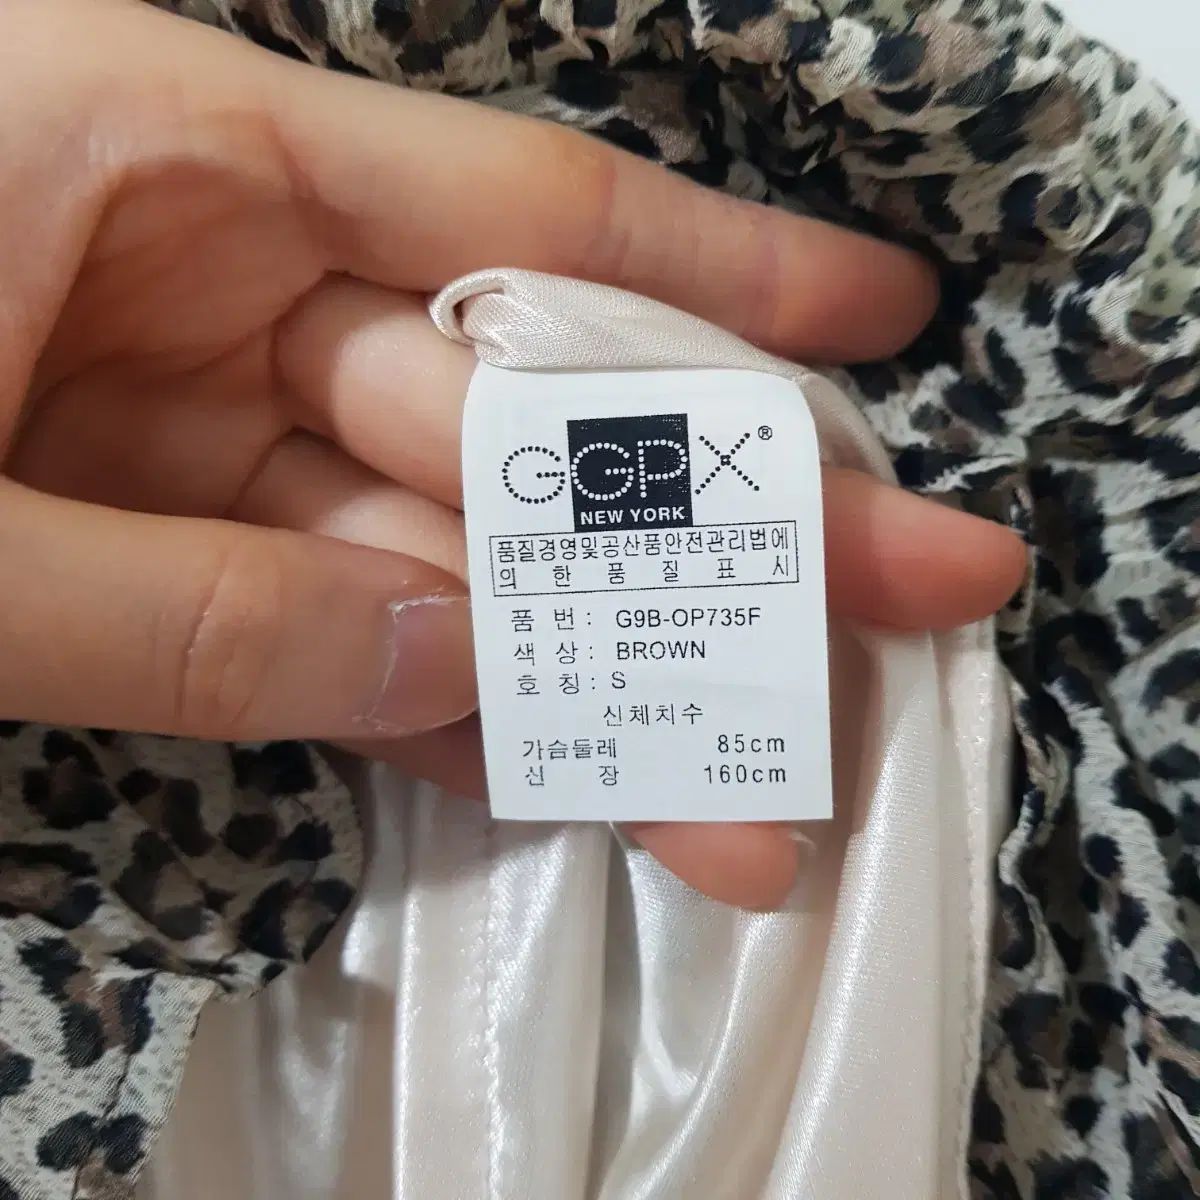 GGPX®
NEW YORK
품질경영및공산품안전관리법에
의 한 품 질 표 시
품 번 : G9B-OP735F
색 상 : BROWN
호 칭 : S
신체치수
가슴둘레 85cm
신 장 160cm